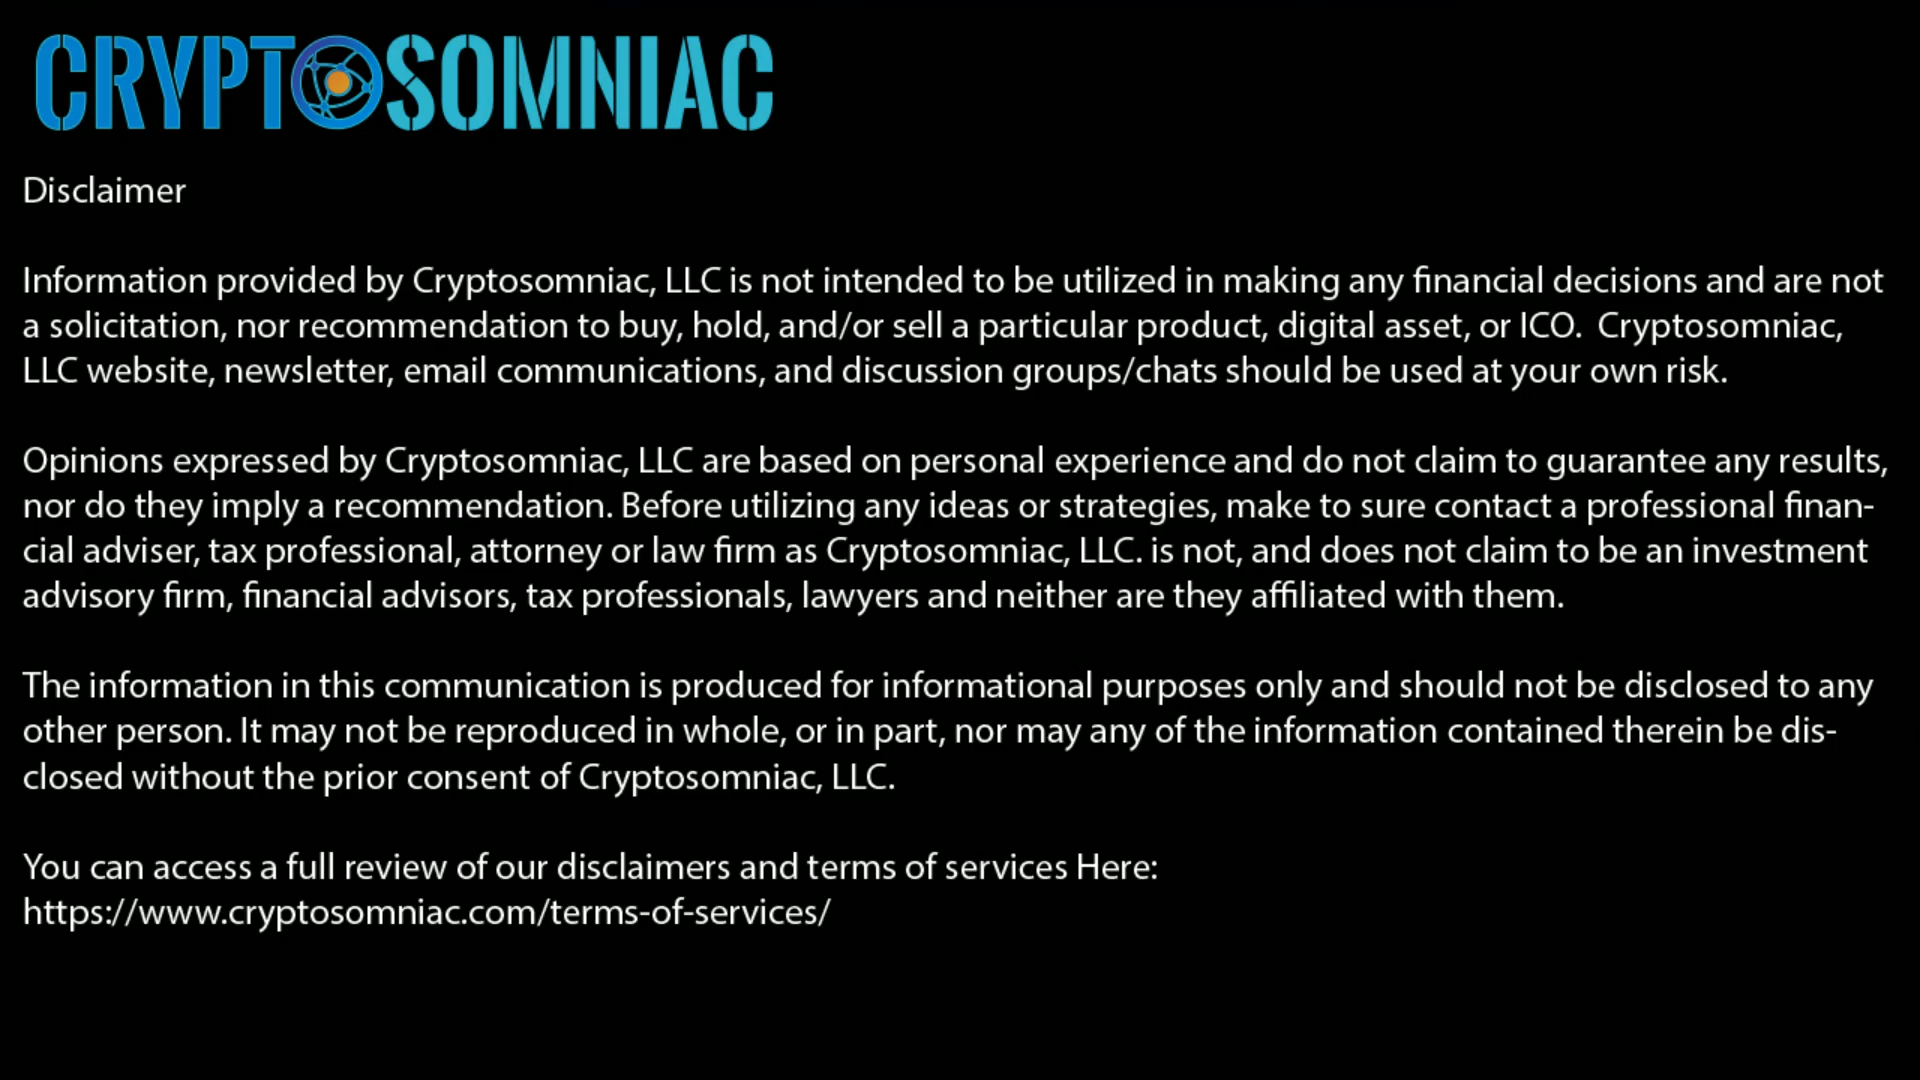 CRYPTOSOMNIAC
Disclaimer
Information provided by Cryptosomniac, LLC is not intended to be utilized in making any financial decisions and are not
a solicitation, nor recommendation to buy, hold, and/or sell a particular product, digital asset, or ICO.  Cryptosomniac,
LLC website, newsletter, email communications, and discussion groups/chats should be used at your own risk.
Opinions expressed by Cryptosomniac, LLC are based on personal experience and do not claim to guarantee any results,
nor do they imply a recommendation. Before utilizing any ideas or strategies, make to sure contact a professional finan-
cial adviser, tax professional, attorney or law firm as Cryptosomniac, LLC. is not, and does not claim to be an investment
advisory firm, financial advisors, tax professionals, lawyers and neither are they affiliated with them.
The information in this communication is produced for informational purposes only and should not be disclosed to any
other person. It may not be reproduced in whole, or in part, nor may any of the information contained therein be dis-
closed without the prior consent of Cryptosomniac, LLC.
You can access a full review of our disclaimers and terms of services Here:
https://www.cryptosomniac.com/terms-of-services/